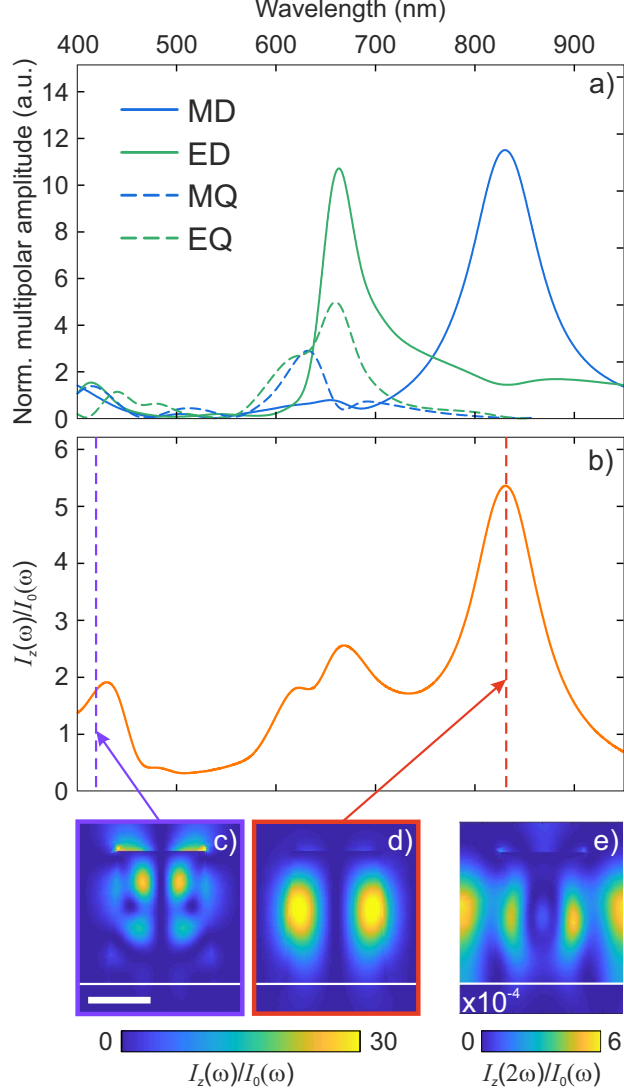 Wavelength (nm)
400 500 600 700 800 900
Norm. multipolar amplitude (a.u.)
a)
14
12
10
8
6
4
2
0
MD
ED
MQ
EQ
b)
I_z(ω)/I_0(ω)
6
5
4
3
2
1
0
c)
d)
e)
x10^-4
0 30
I_z(ω)/I_0(ω)
0 6
I_z(2ω)/I_0(ω)